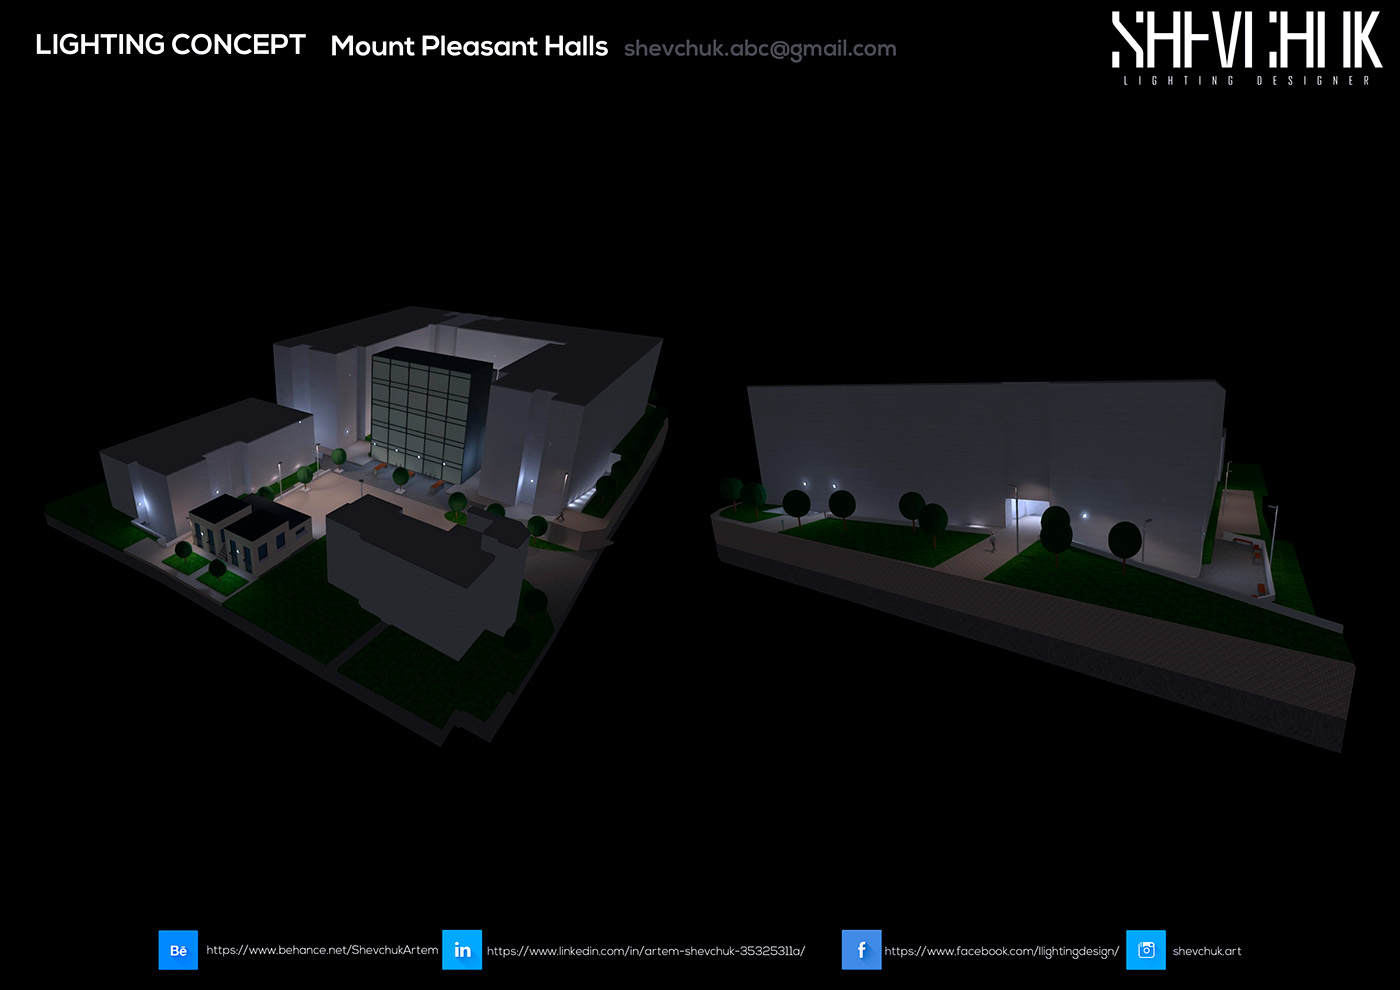 LIGHTING CONCEPT Mount Pleasant Halls shevchuk.abc@gmail.com
SHEVCHUK
LIGHTING DESIGNER
Bē https://www.behance.net/ShevchukArtem in https://www.linkedin.com/in/artem-shevchuk-35325311a/ f https://www.facebook.com/llightingdesign/ shevchuk.art